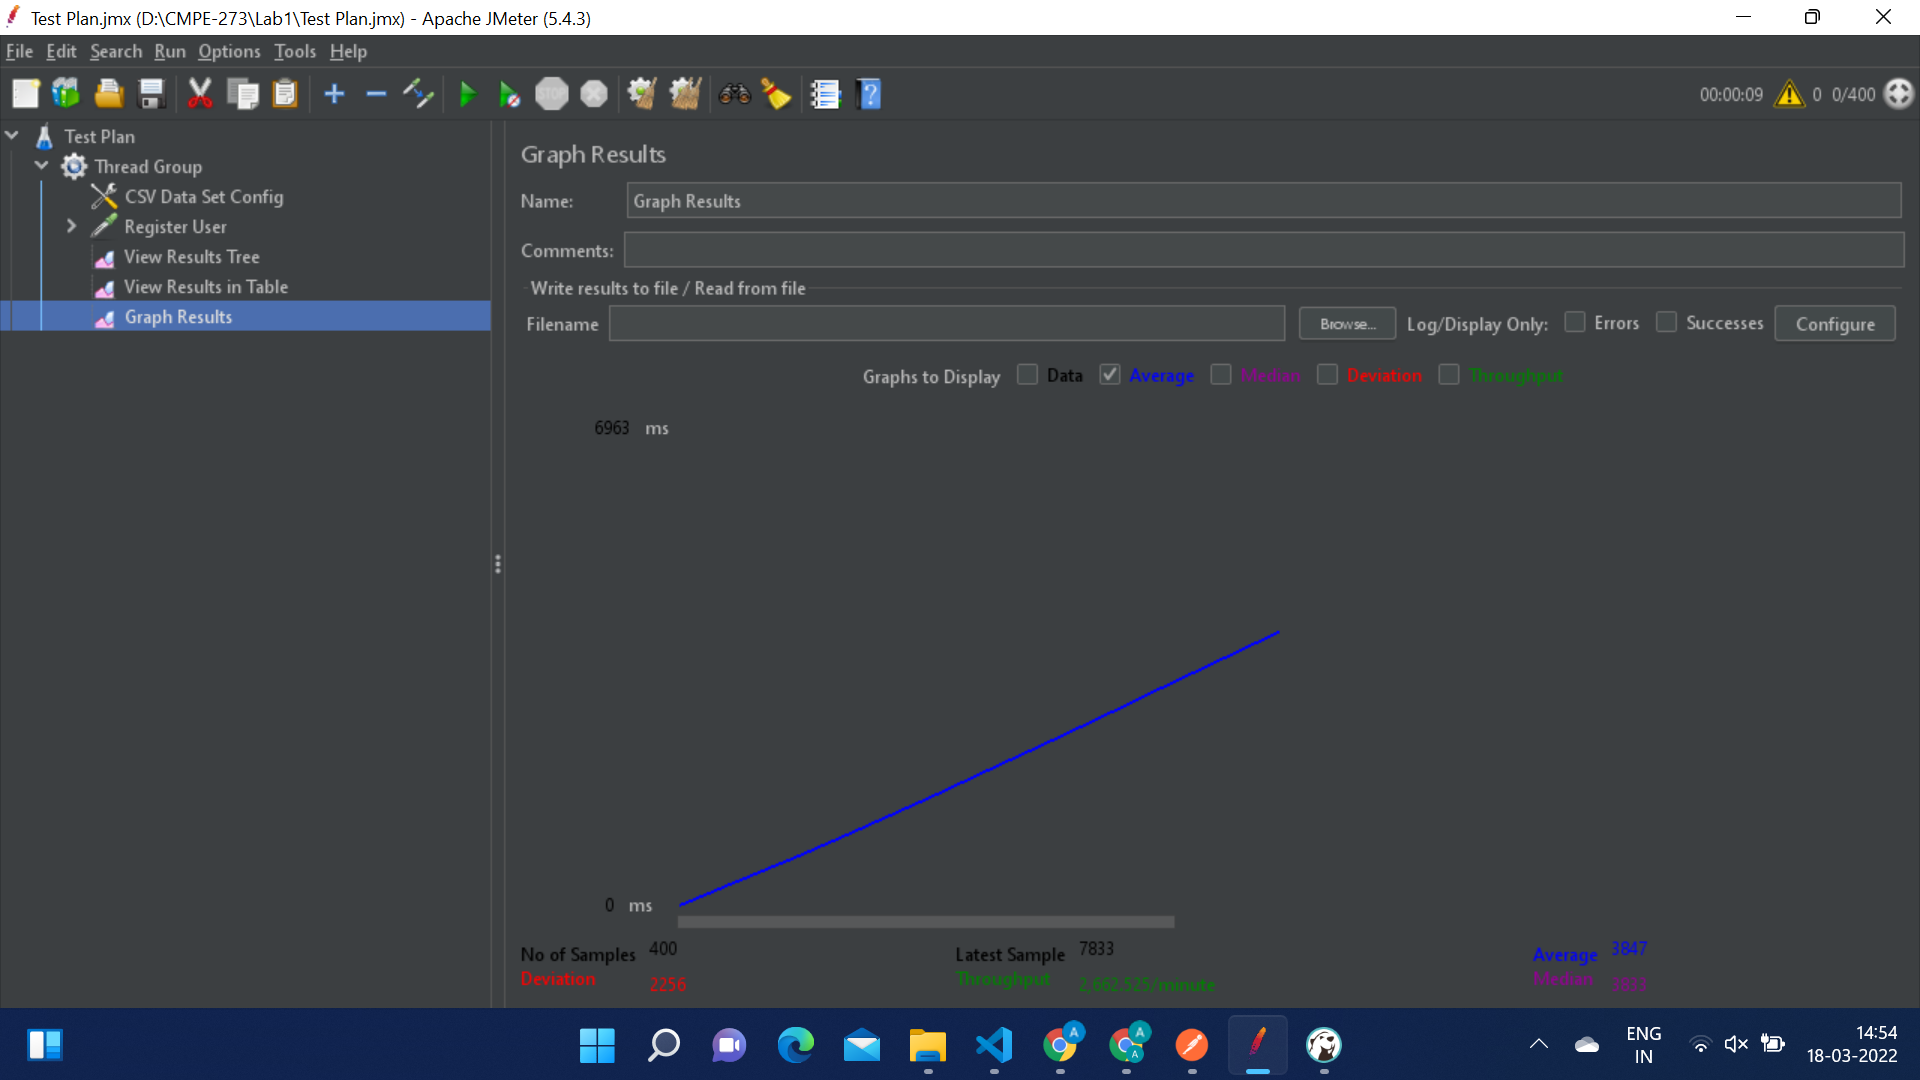 Test Plan.jmx (D:\CMPE-273\Lab1\Test Plan.jmx) - Apache JMeter (5.4.3)
File Edit Search Run Options Tools Help
STOP
00:00:09 0 0/400
Test Plan
Thread Group
CSV Data Set Config
Register User
View Results Tree
View Results in Table
Graph Results
Graph Results
Name: Graph Results
Comments:
Write results to file / Read from file
Filename Browse... Log/Display Only: Errors Successes Configure
Graphs to Display Data Average Median Deviation Throughput
6963 ms
0 ms
No of Samples 400 Latest Sample 7833 Average 3847
Deviation 2256 Throughput 2,662.525/minute Median 3833
A A A
ENG
IN
14:54
18-03-2022